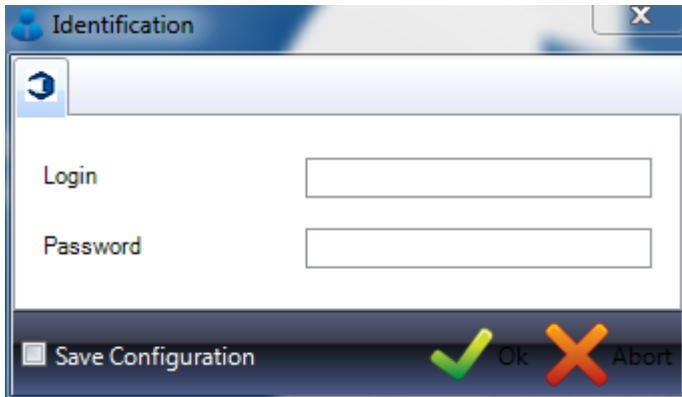 Identification
Login
Password
Save Configuration
Ok
Abort